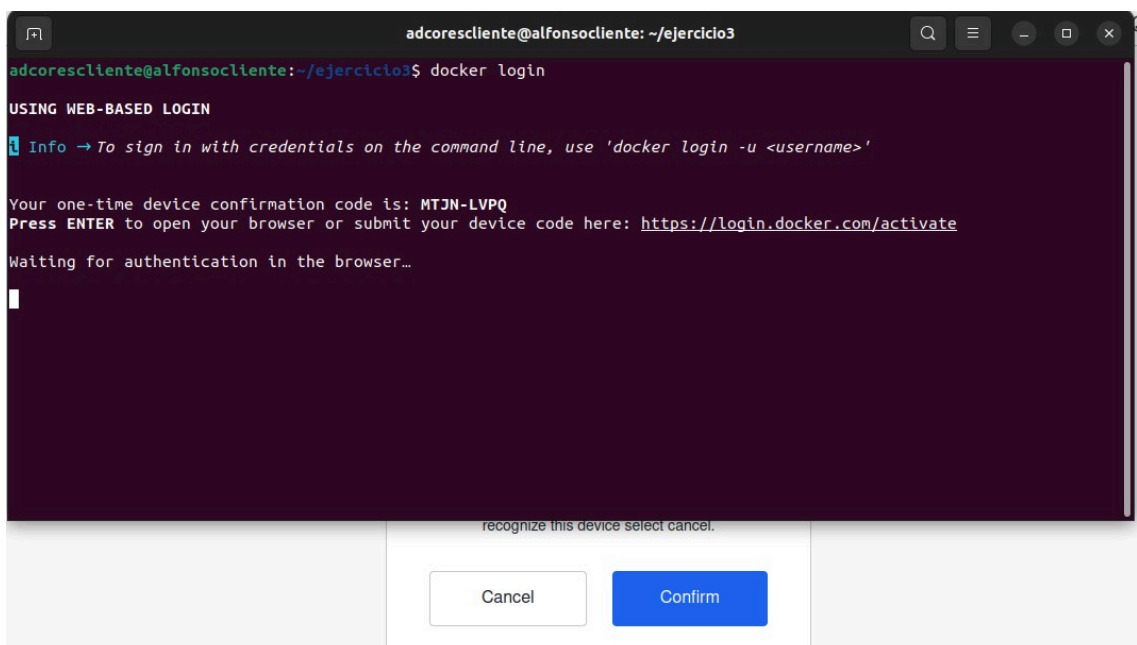 adcorescliente@alfonsocliente: ~/ejercicio3
adcorescliente@alfonsocliente:~/ejercicio3$ docker login
USING WEB-BASED LOGIN
i Info → To sign in with credentials on the command line, use 'docker login -u <username>'
Your one-time device confirmation code is: MTJN-LVPQ
Press ENTER to open your browser or submit your device code here: https://login.docker.com/activate
Waiting for authentication in the browser…
recognize this device select cancel.
Cancel
Confirm